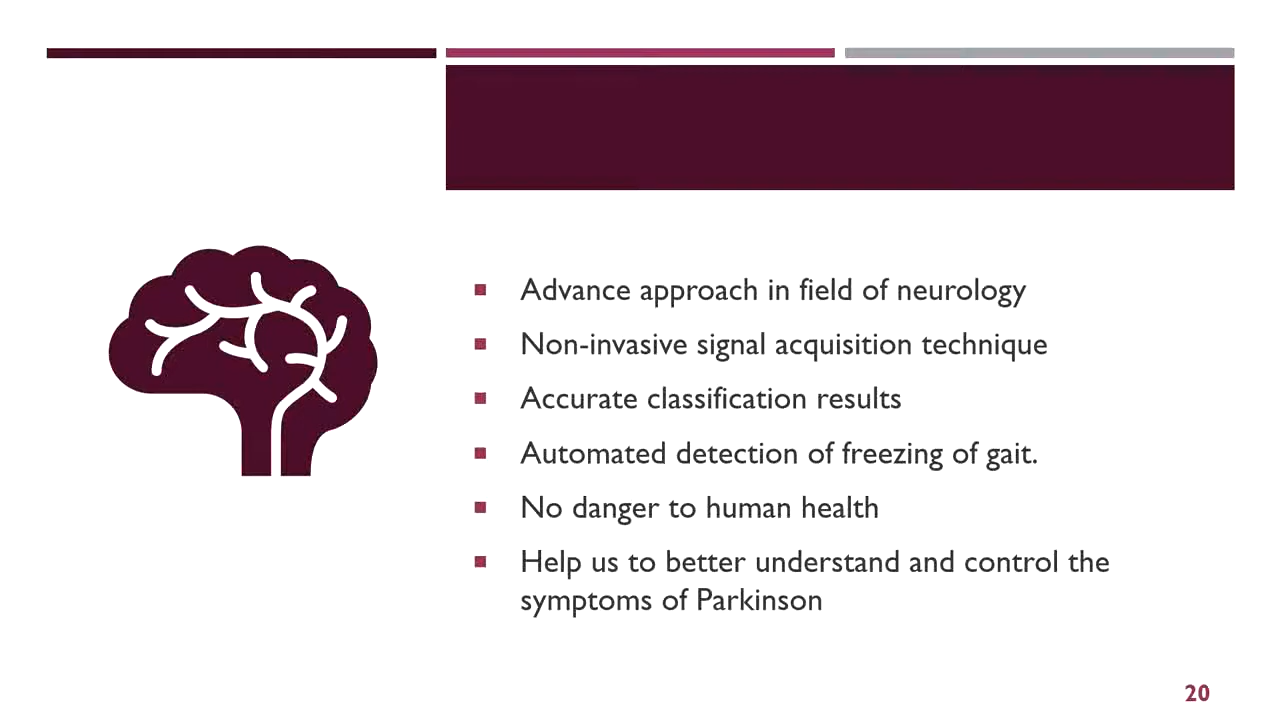 Advance approach in field of neurology
Non-invasive signal acquisition technique
Accurate classification results
Automated detection of freezing of gait.
No danger to human health
Help us to better understand and control the
symptoms of Parkinson
20